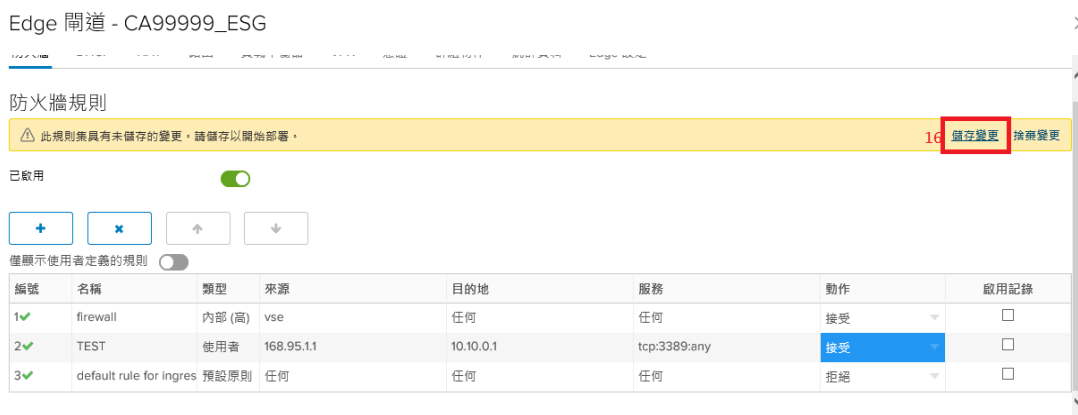 Edge 閘道 - CA99999_ESG
防火牆規則
此規則集具有未儲存的變更。請儲存以開始部署。 16 儲存變更 捨棄變更
已啟用
僅顯示使用者定義的規則
編號 名稱 類型 來源 目的地 服務 動作 啟用記錄
1 firewall 內部 (高) vse 任何 任何 接受
2 TEST 使用者 168.95.1.1 10.10.0.1 tcp:3389:any 接受
3 default rule for ingres 預設原則 任何 任何 任何 拒絕